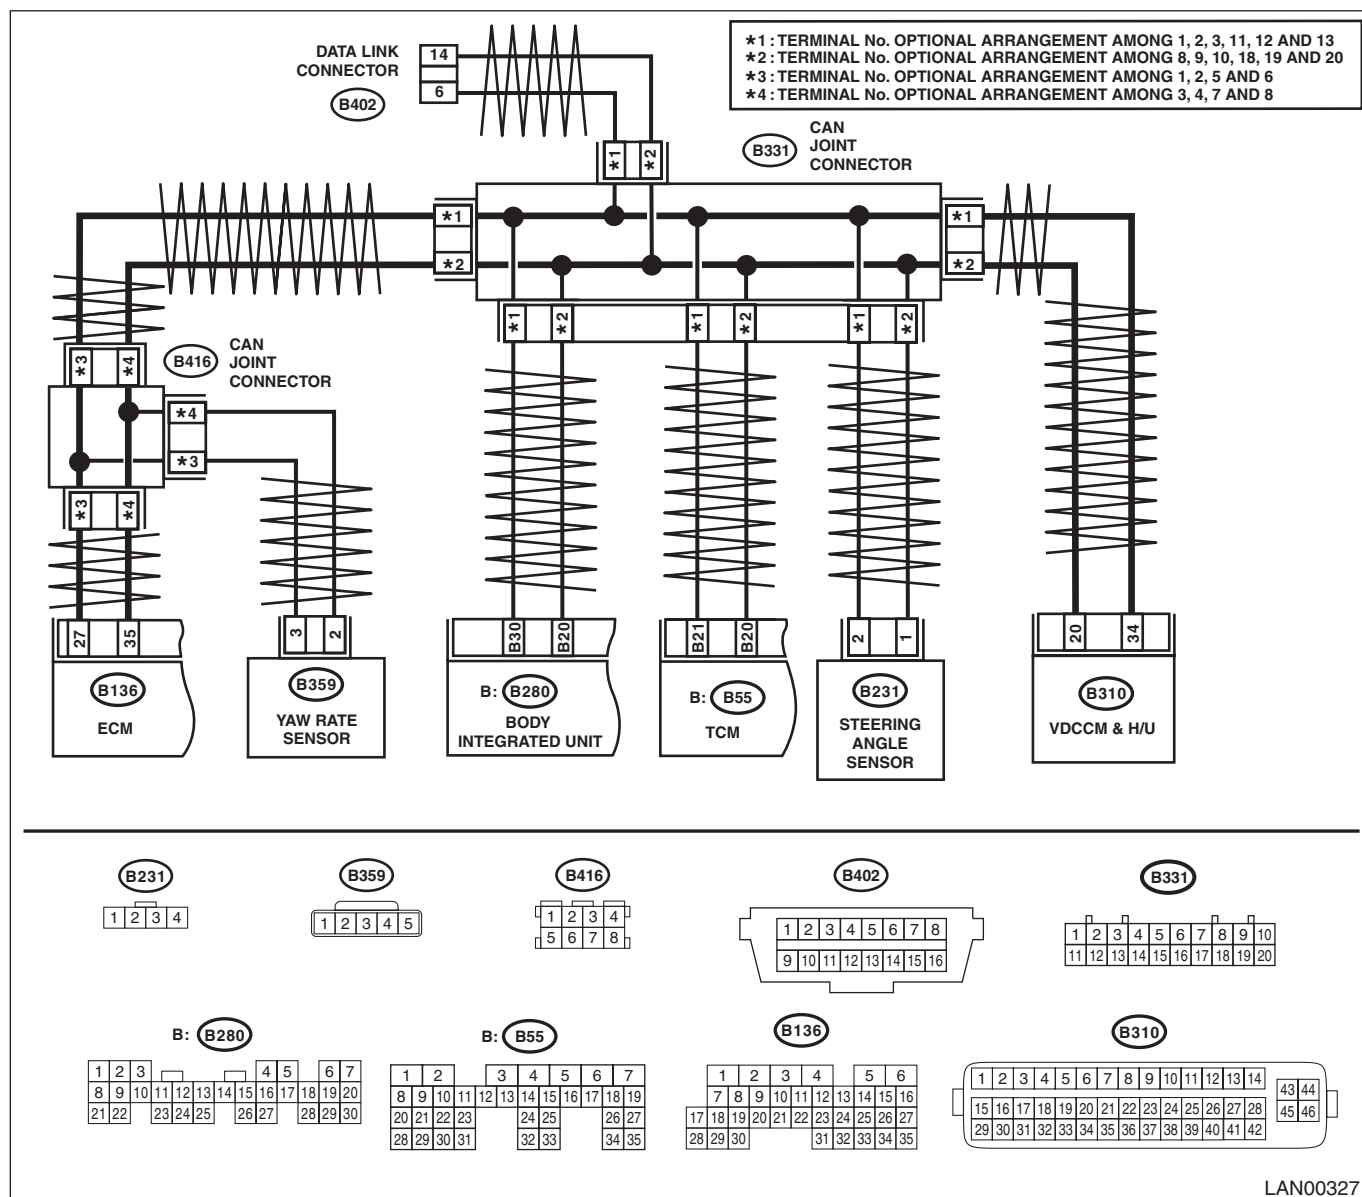 DATA LINK
CONNECTOR
B402
14
6
*1 : TERMINAL No. OPTIONAL ARRANGEMENT AMONG 1, 2, 3, 11, 12 AND 13
*2 : TERMINAL No. OPTIONAL ARRANGEMENT AMONG 8, 9, 10, 18, 19 AND 20
*3 : TERMINAL No. OPTIONAL ARRANGEMENT AMONG 1, 2, 5 AND 6
*4 : TERMINAL No. OPTIONAL ARRANGEMENT AMONG 3, 4, 7 AND 8
*1 *2
B331
CAN
JOINT
CONNECTOR
*1 *1
*2 *2
*1 *2 *1 *2 *1 *2
*3 *4
B416
CAN
JOINT
CONNECTOR
*4
*3
*3 *4
27 35
3 2
B30 B20
B21 B20
2 1
20 34
B136
ECM
B359
YAW RATE
SENSOR
B: B280
BODY
INTEGRATED UNIT
B: B55
TCM
B231
STEERING
ANGLE
SENSOR
B310
VDCCM & H/U
B231
1 2 3 4
B359
1 2 3 4 5
B416
1 2 3 4
5 6 7 8
B402
1 2 3 4 5 6 7 8
9 10 11 12 13 14 15 16
B331
1 2 3 4 5 6 7 8 9 10
11 12 13 14 15 16 17 18 19 20
B: B280
1 2 3 4 5 6 7
8 9 10 11 12 13 14 15 16 17 18 19 20
21 22 23 24 25 26 27 28 29 30
B: B55
1 2 3 4 5 6 7
8 9 10 11 12 13 14 15 16 17 18 19
20 21 22 23 24 25 26 27
28 29 30 31 32 33 34 35
B136
1 2 3 4 5 6
7 8 9 10 11 12 13 14 15 16
17 18 19 20 21 22 23 24 25 26 27
28 29 30 31 32 33 34 35
B310
1 2 3 4 5 6 7 8 9 10 11 12 13 14
15 16 17 18 19 20 21 22 23 24 25 26 27 28
29 30 31 32 33 34 35 36 37 38 39 40 41 42
43 44
45 46
LAN00327